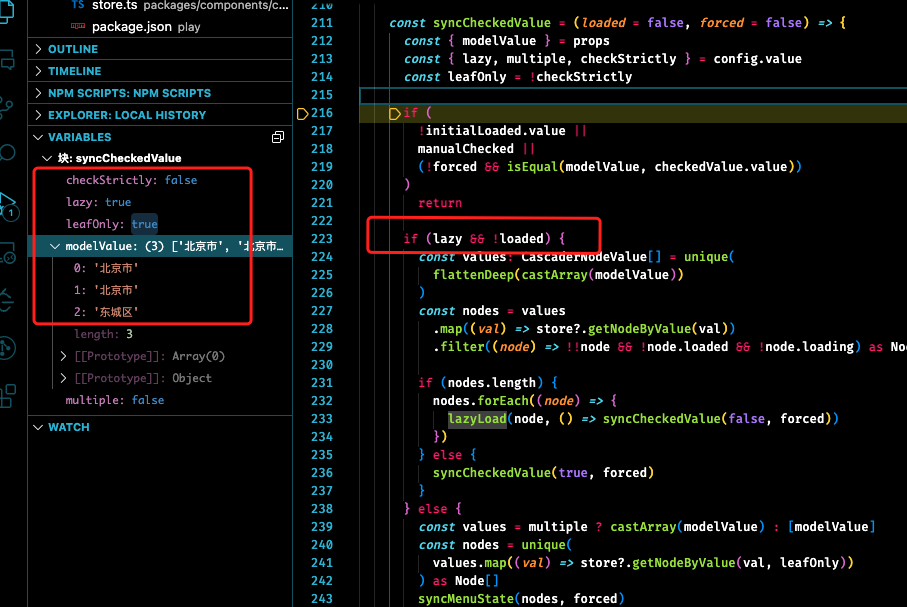 TS store.ts packages/components/c...
package.json play
OUTLINE
TIMELINE
NPM SCRIPTS: NPM SCRIPTS
EXPLORER: LOCAL HISTORY
VARIABLES
块: syncCheckedValue
checkStrictly: false
lazy: true
leafOnly: true
modelValue: (3) ['北京市', '北京市…
0: '北京市'
1: '北京市'
2: '东城区'
length: 3
[[Prototype]]: Array(0)
[[Prototype]]: Object
multiple: false
WATCH
1
210
211 const syncCheckedValue = (loaded = false, forced = false) => {
212 const { modelValue } = props
213 const { lazy, multiple, checkStrictly } = config.value
214 const leafOnly = !checkStrictly
215
216 if (
217 !initialLoaded.value ||
218 manualChecked ||
219 (!forced && isEqual(modelValue, checkedValue.value))
220 )
221 return
222
223 if (lazy && !loaded) {
224 const values: CascaderNodeValue[] = unique(
225 flattenDeep(castArray(modelValue))
226 )
227 const nodes = values
228 .map((val) => store?.getNodeByValue(val))
229 .filter((node) => !!node && !node.loaded && !node.loading) as No
230
231 if (nodes.length) {
232 nodes.forEach((node) => {
233 lazyLoad(node, () => syncCheckedValue(false, forced))
234 })
235 } else {
236 syncCheckedValue(true, forced)
237 }
238 } else {
239 const values = multiple ? castArray(modelValue) : [modelValue]
240 const nodes = unique(
241 values.map((val) => store?.getNodeByValue(val, leafOnly))
242 ) as Node[]
243 syncMenuState(nodes, forced)